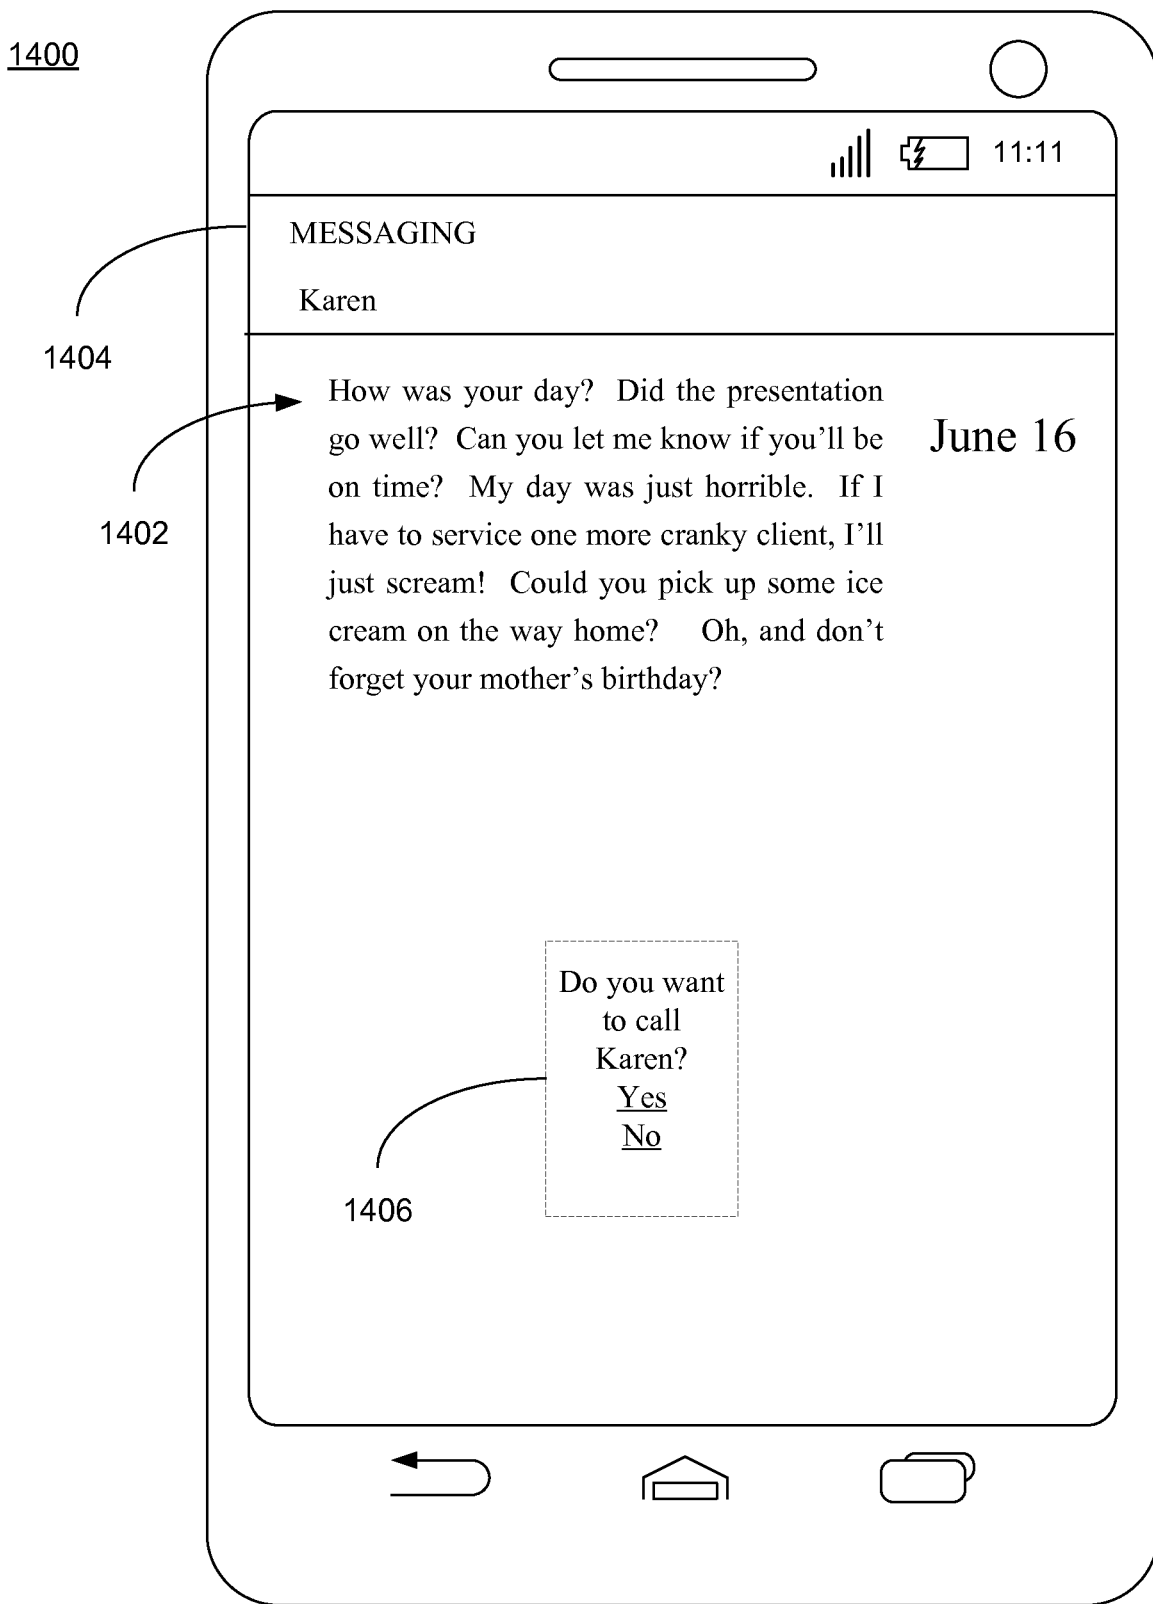 1400
11:11
MESSAGING
Karen
1404
How was your day? Did the presentation
go well? Can you let me know if you’ll be
on time? My day was just horrible. If I
have to service one more cranky client, I’ll
just scream! Could you pick up some ice
cream on the way home? Oh, and don’t
forget your mother’s birthday?
June 16
1402
Do you want
to call
Karen?
Yes
No
1406